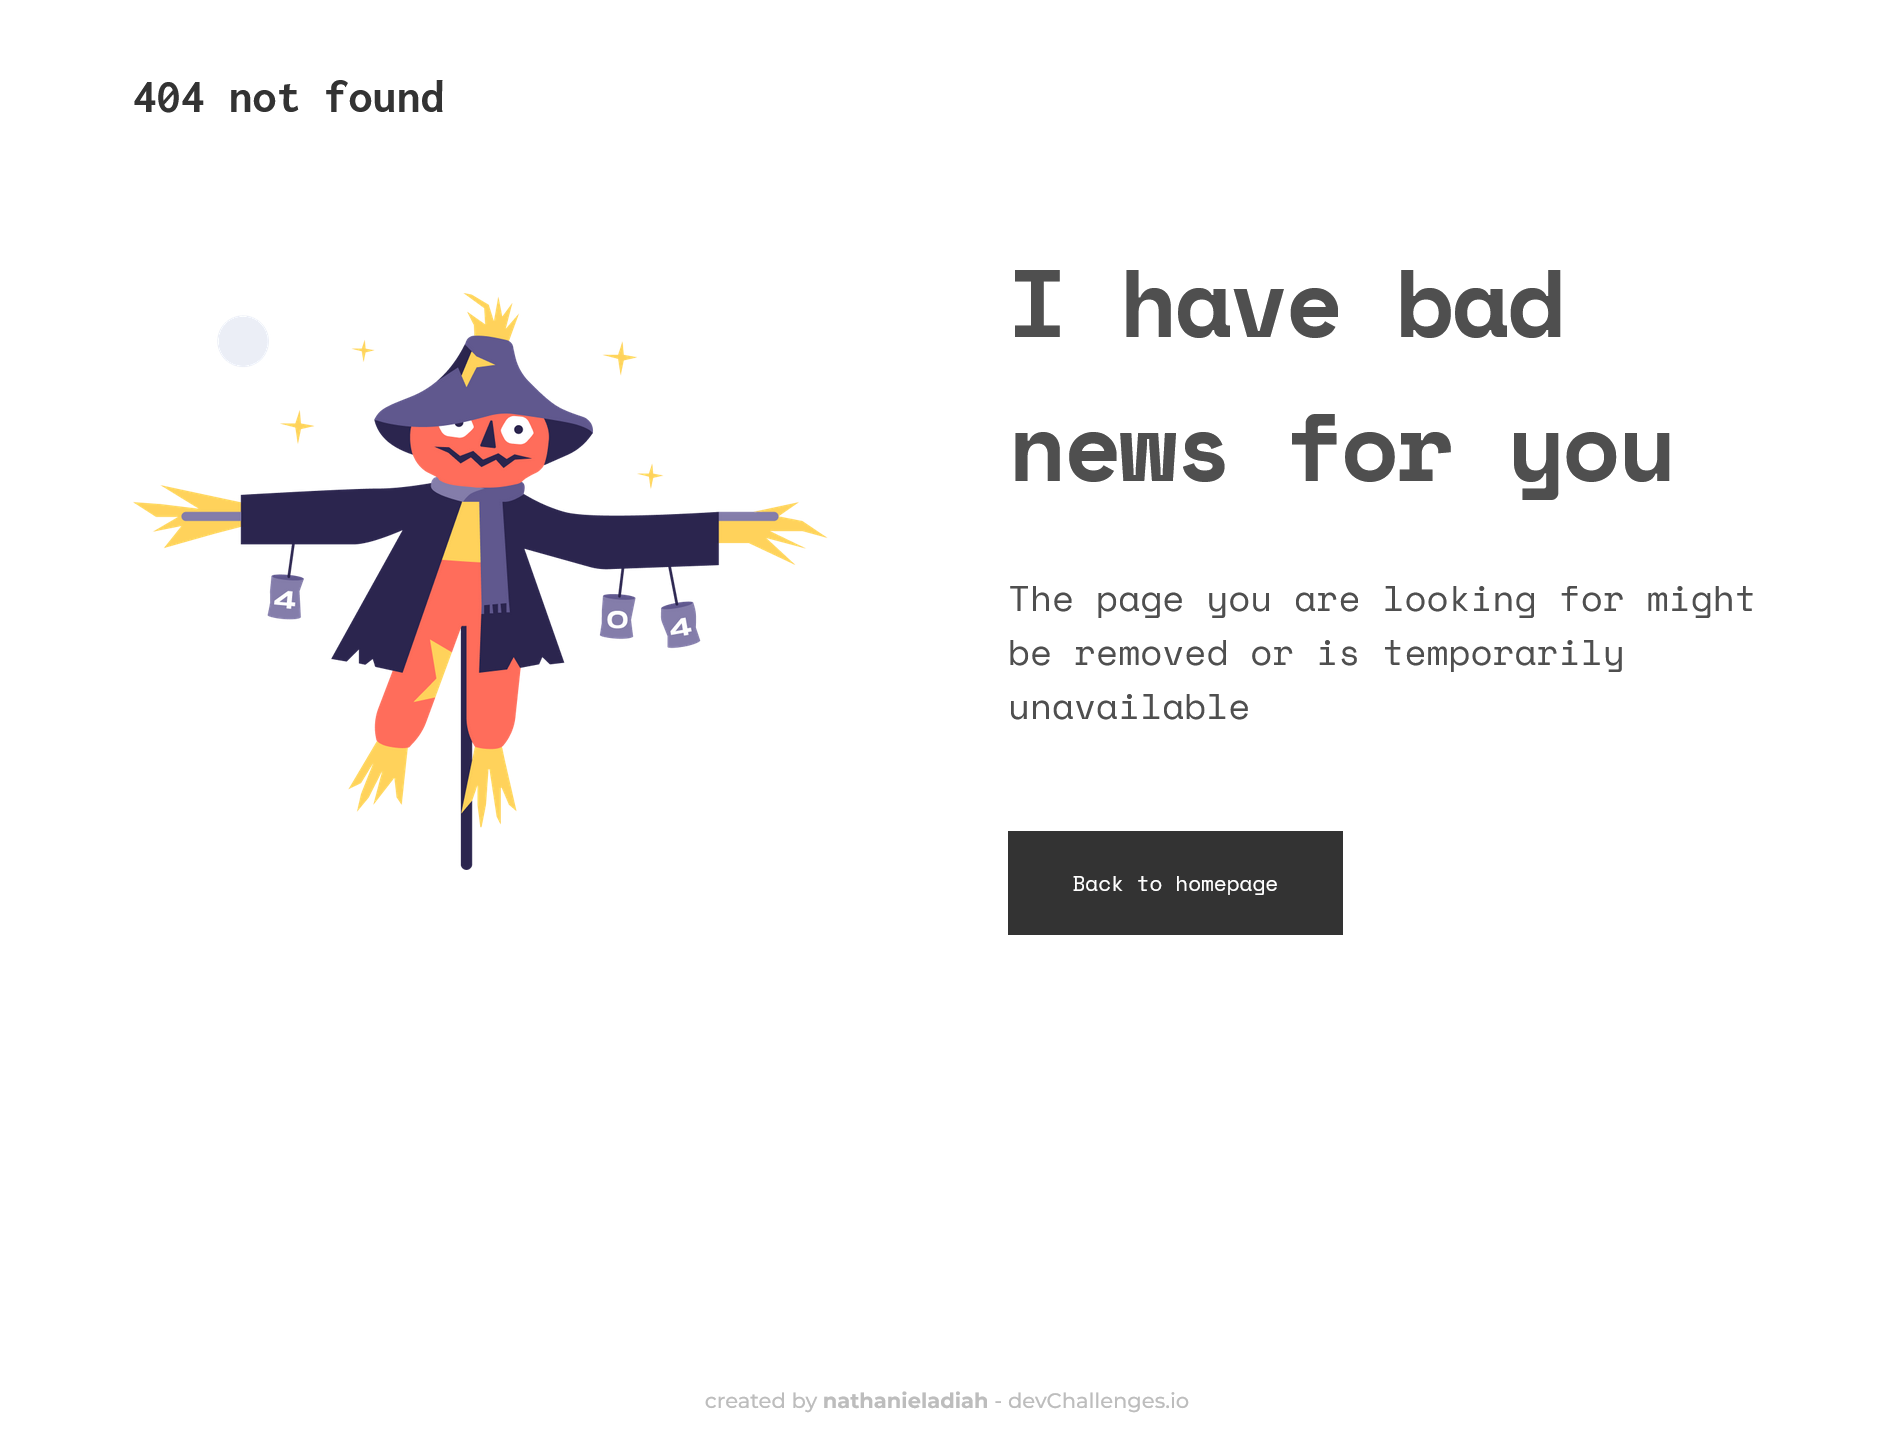 404 not found
I have bad
news for you
4
0
4
The page you are looking for might
be removed or is temporarily
unavailable
Back to homepage
created by nathanieladiah - devChallenges.io